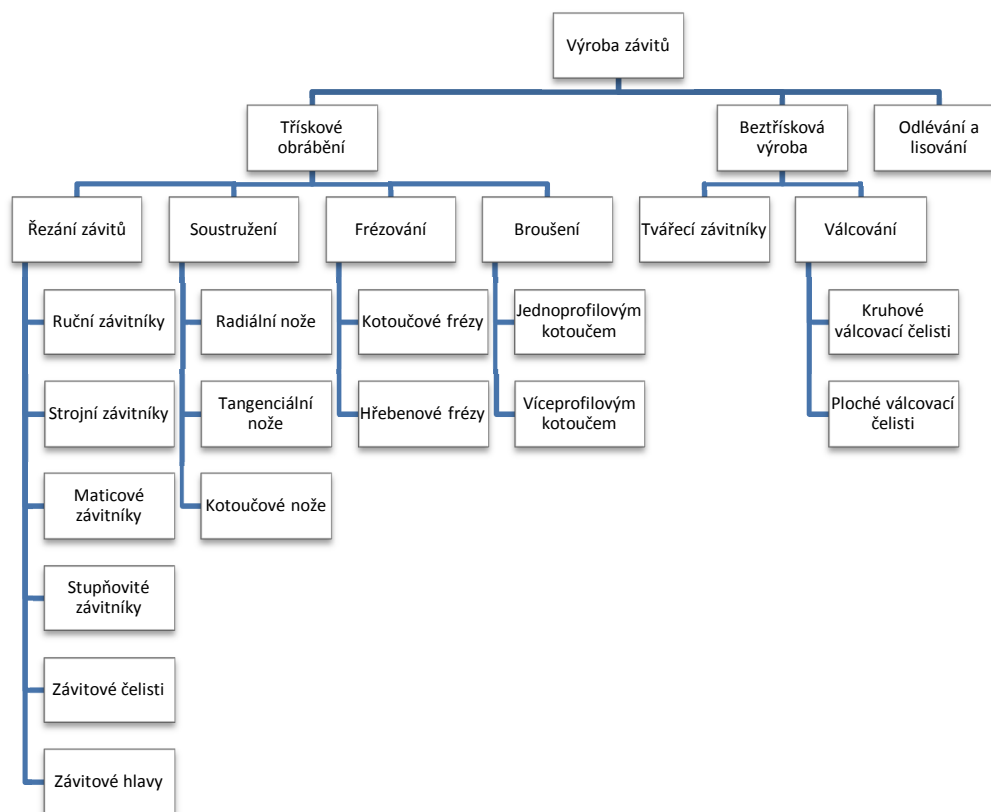 Výroba závitů
Třískové
obrábění
Beztřísková
výroba
Odlévání a
lisování
Řezání závitů
Soustružení
Frézování
Broušení
Tvářecí závitníky
Válcování
Ruční závitníky
Radiální nože
Kotoučové frézy
Jednoprofilovým
kotoučem
Kruhové
válcovací čelisti
Strojní závitníky
Tangenciální
nože
Hřebenové frézy
Víceprofilovým
kotoučem
Ploché válcovací
čelisti
Maticové
závitníky
Kotoučové nože
Stupňovité
závitníky
Závitové čelisti
Závitové hlavy